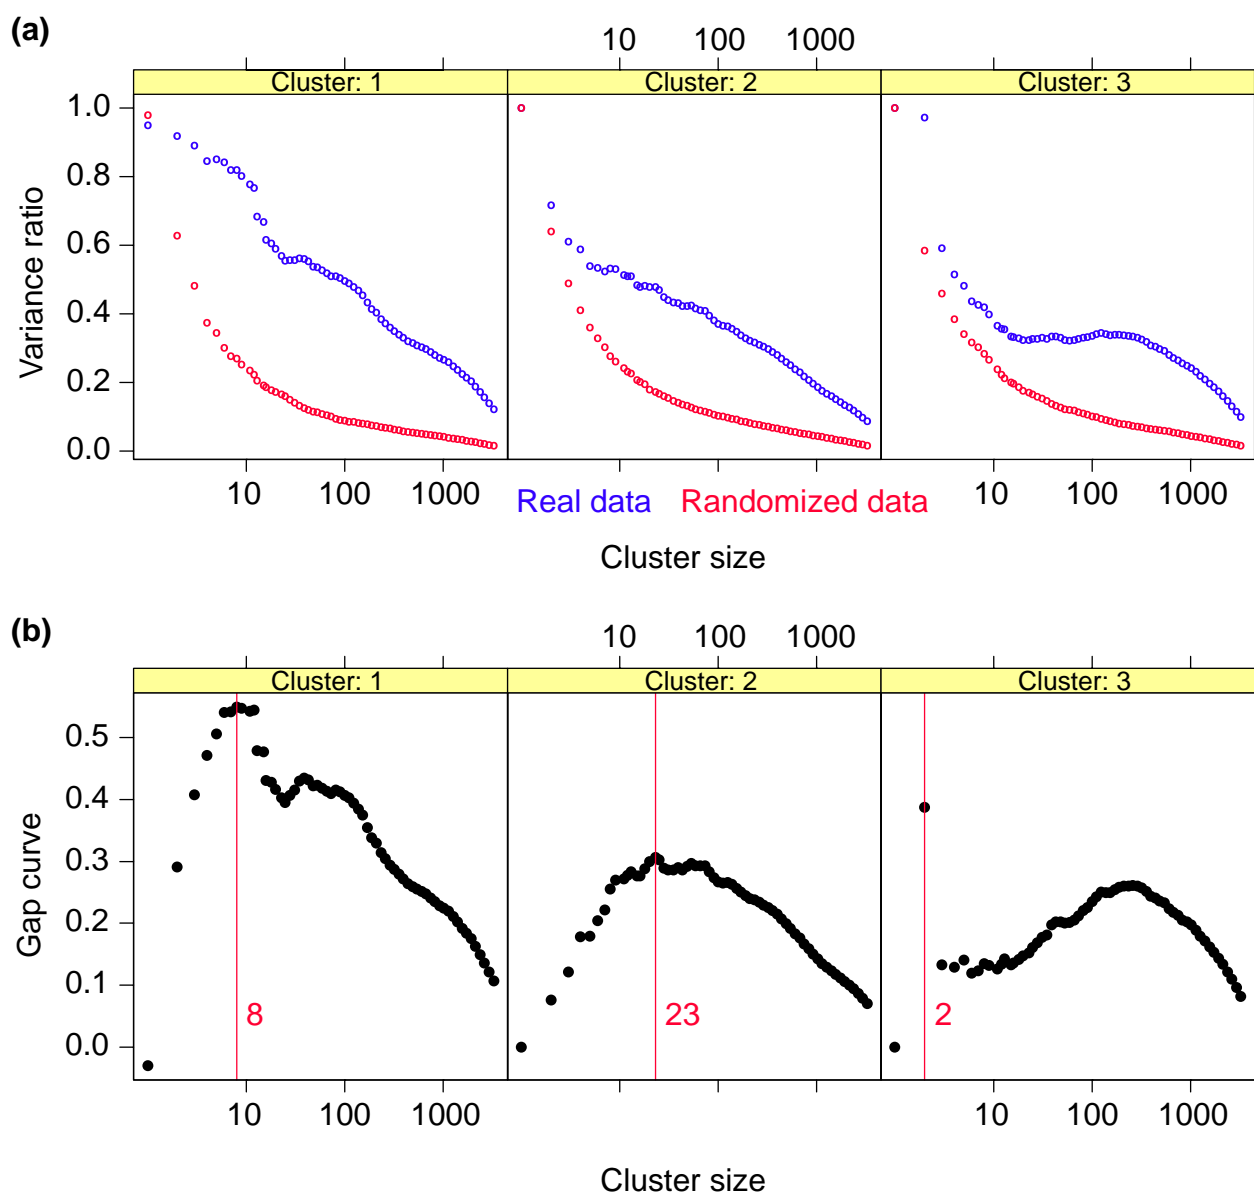 (a)
10 100 1000
Cluster: 1 Cluster: 2 Cluster: 3
1.0
0.8
0.6
0.4
0.2
0.0
Variance ratio
10 100 1000 10 100 1000
Real data Randomized data
Cluster size
(b)
10 100 1000
Cluster: 1 Cluster: 2 Cluster: 3
0.5
0.4
0.3
0.2
0.1
0.0
Gap curve
8 23 2
10 100 1000 10 100 1000
Cluster size